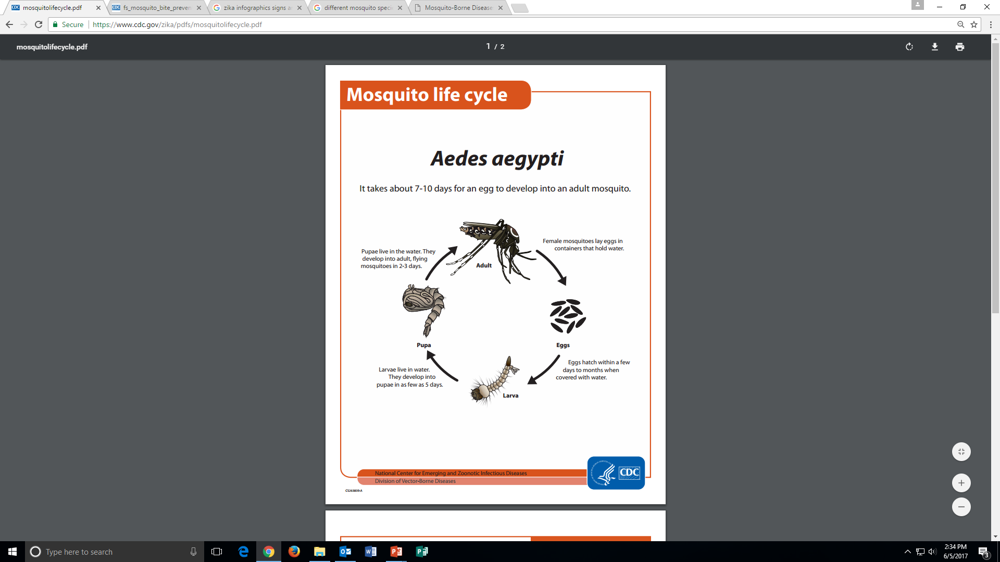 mosquitolifecycle.pdf
fs_mosquito_bite_preven
zika infographics signs a
different mosquito speci
Mosquito-Borne Disease
Secure
https://www.cdc.gov/zika/pdfs/mosquitolifecycle.pdf
mosquitolifecycle.pdf
1 / 2
Mosquito life cycle
Aedes aegypti
It takes about 7-10 days for an egg to develop into an adult mosquito.
Female mosquitoes lay eggs in
containers that hold water.
Pupae live in the water. They
develop into adult, flying
mosquitoes in 2-3 days.
Adult
Pupa
Eggs
Eggs hatch within a few
days to months when
covered with water.
Larvae live in water.
They develop into
pupae in as few as 5 days.
Larva
National Center for Emerging and Zoonotic Infectious Diseases
Division of Vector-Borne Diseases
CDC
CS263839-A
Type here to search
2:34 PM
6/5/2017
3